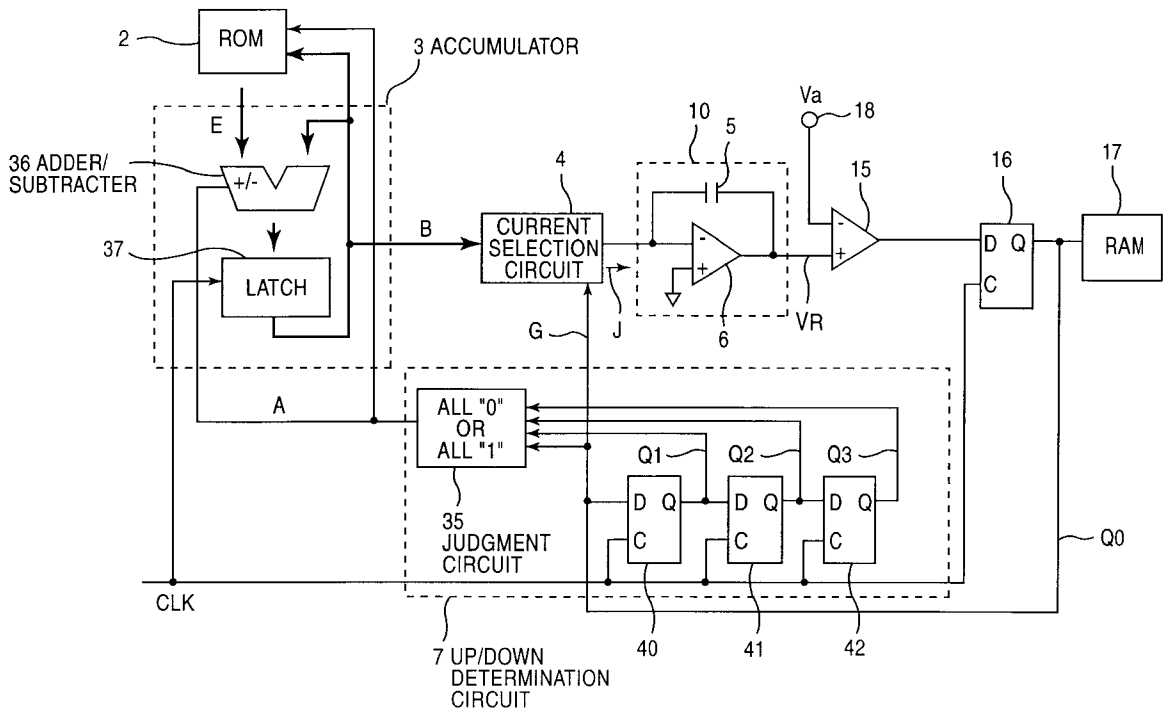 2
ROM
3 ACCUMULATOR
E
36 ADDER/
SUBTRACTER
+/-
37
LATCH
B
4
CURRENT
SELECTION
CIRCUIT
J
G
10
5
-
+
6
VR
Va
18
-
+
15
16
D Q
C
17
RAM
A
ALL "0"
OR
ALL "1"
35
JUDGMENT
CIRCUIT
Q1
Q2
Q3
D Q
C
D Q
C
D Q
C
Q0
CLK
40
41
42
7 UP/DOWN
DETERMINATION
CIRCUIT